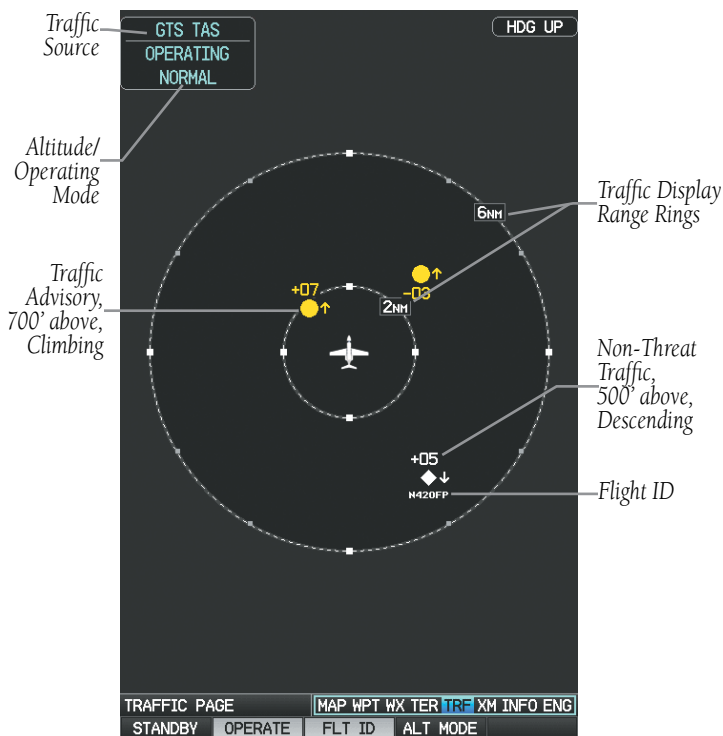 Traffic
Source
GTS TAS
OPERATING
NORMAL
HDG UP
Altitude/
Operating
Mode
6NM
Traffic Display
Range Rings
Traffic
Advisory,
700' above,
Climbing
+07
-03
2NM
Non-Threat
Traffic,
500' above,
Descending
+05
N420FP
Flight ID
TRAFFIC PAGE
MAP WPT WX TER TRF XM INFO ENG
STANDBY OPERATE FLT ID ALT MODE